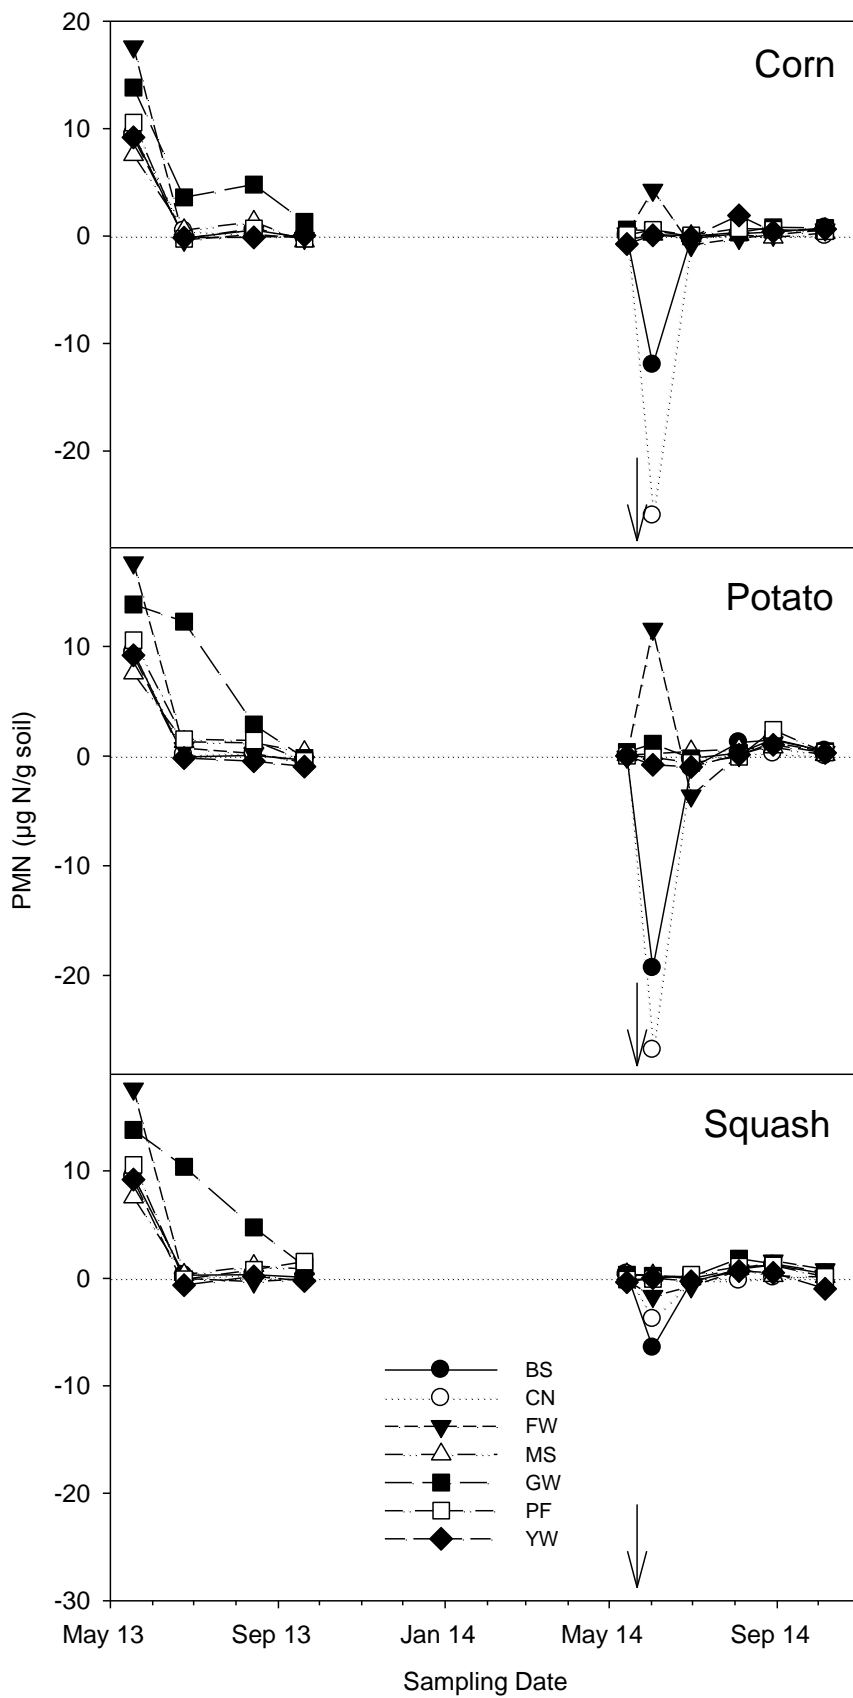 20
Corn
10
0
-10
-20
Potato
10
0
-10
-20
PMN (µg N/g soil)
Squash
10
0
-10
-20
-30
BS
CN
FW
MS
GW
PF
YW
May 13 Sep 13 Jan 14 May 14 Sep 14
Sampling Date